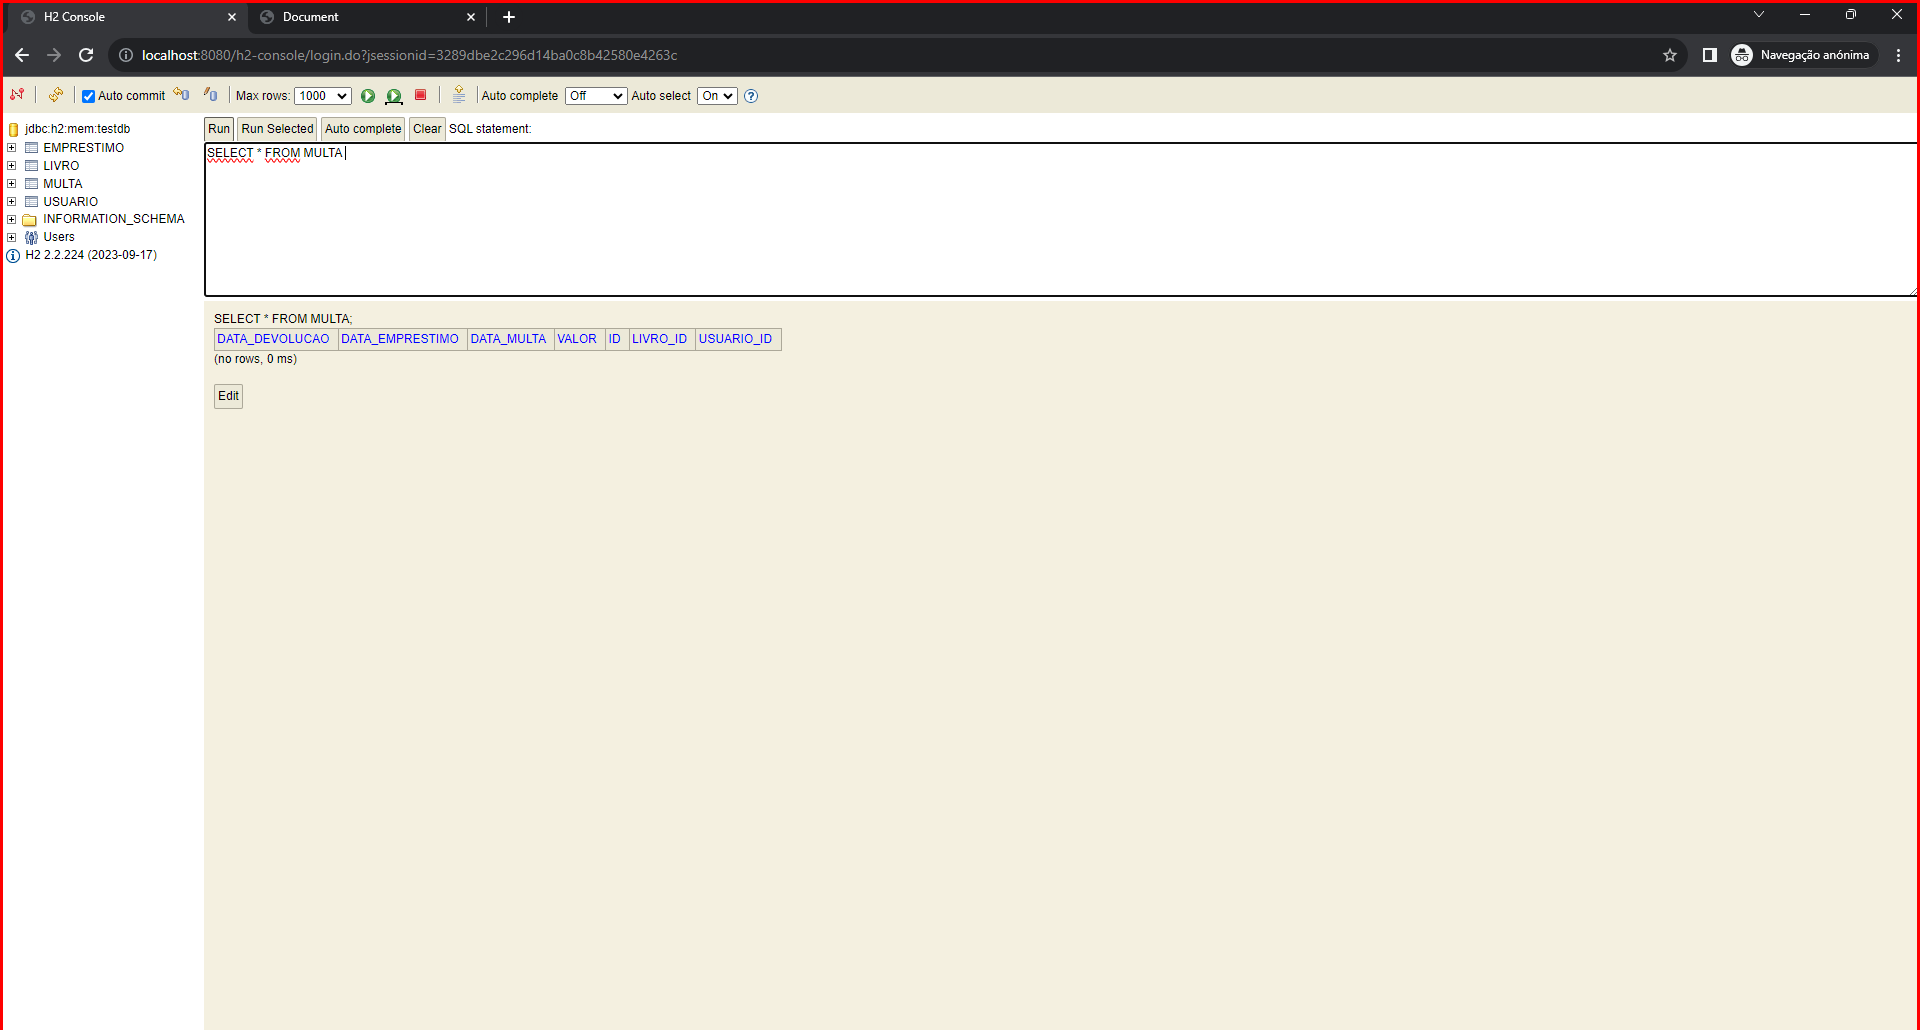 H2 Console
Document
localhost:8080/h2-console/login.do?jsessionid=3289dbe2c296d14ba0c8b42580e4263c
Navegação anónima
Auto commit
Max rows: 1000
Auto complete Off
Auto select On
jdbc:h2:mem:testdb
EMPRESTIMO
LIVRO
MULTA
USUARIO
INFORMATION_SCHEMA
Users
H2 2.2.224 (2023-09-17)
Run Run Selected Auto complete Clear SQL statement:
SELECT * FROM MULTA
SELECT * FROM MULTA;
DATA_DEVOLUCAO DATA_EMPRESTIMO DATA_MULTA VALOR ID LIVRO_ID USUARIO_ID
(no rows, 0 ms)
Edit